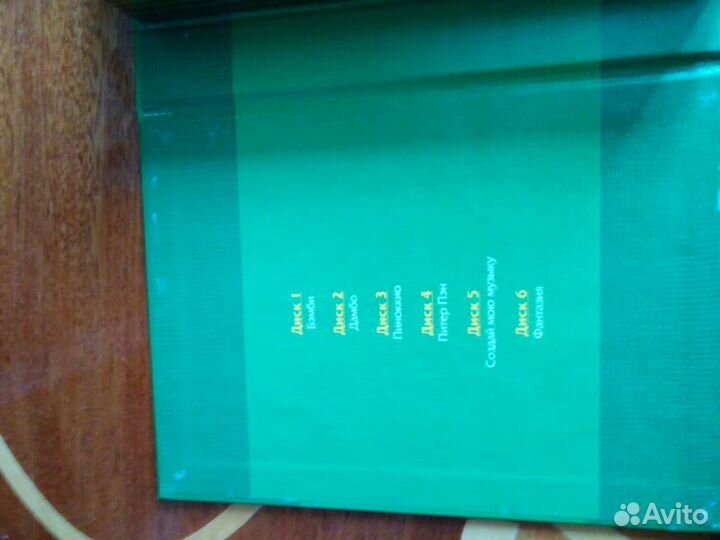 Диск 1
Бэмби
Диск 2
Дамбо
Диск 3
Пиноккио
Диск 4
Питер Пэн
Диск 5
Создай мою музыку
Диск 6
Фантазия
Avito